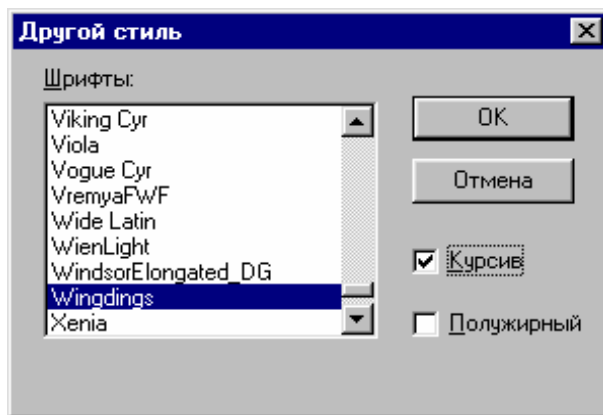 Другой стиль
Шрифты:
Viking Cyr
Viola
Vogue Cyr
VremyaFWF
Wide Latin
WienLight
WindsorElongated_DG
Wingdings
Xenia
OK
Отмена
Курсив
Полужирный